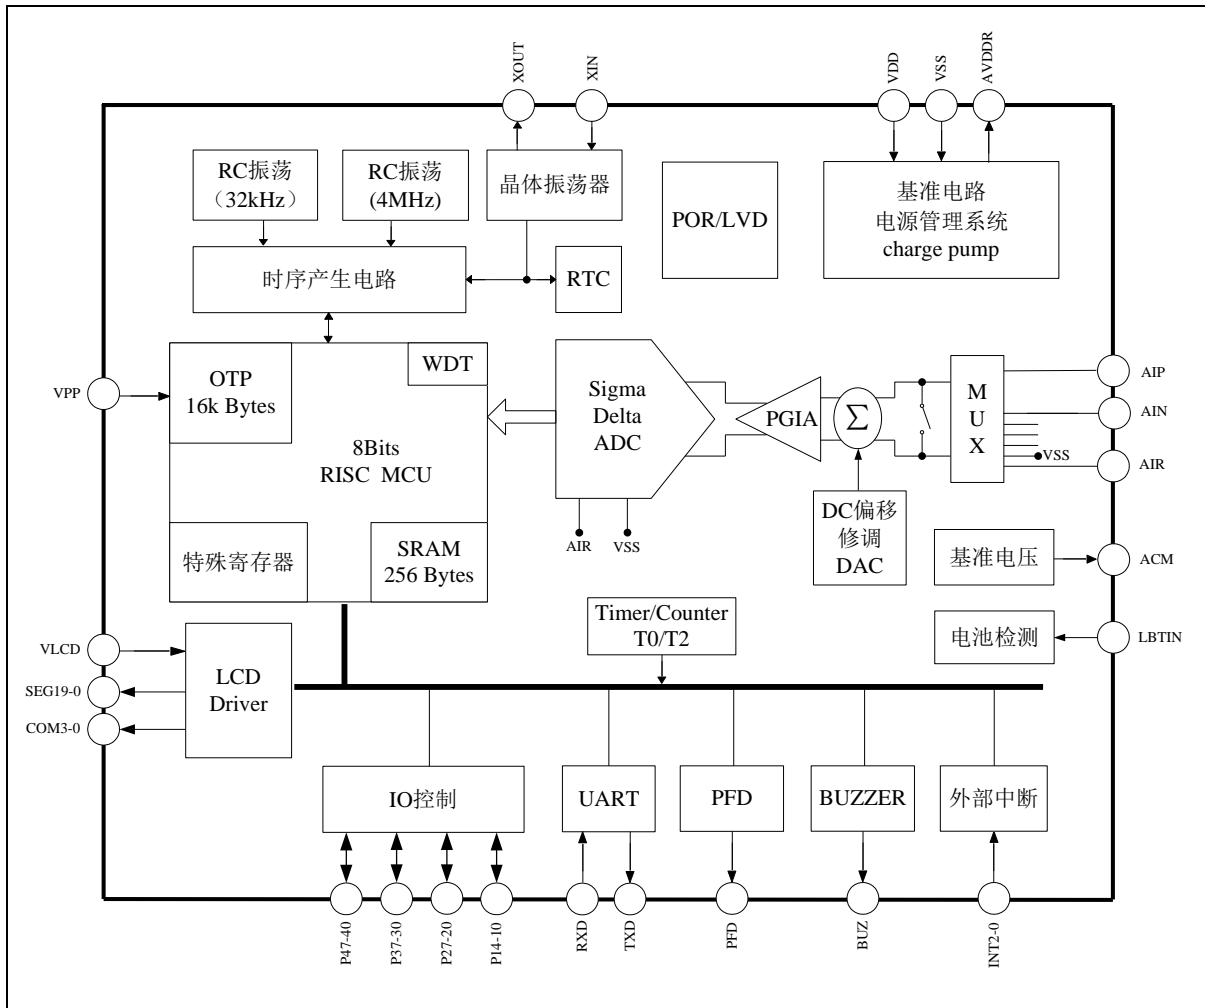 XOUT
XIN
VDD
VSS
AVDDR
RC振荡
（32kHz）
RC振荡
(4MHz)
晶体振荡器
POR/LVD
基准电路
电源管理系统
charge pump
时序产生电路
RTC
VPP
OTP
16k Bytes
WDT
8Bits
RISC MCU
特殊寄存器
SRAM
256 Bytes
Sigma
Delta
ADC
AIR
VSS
PGIA
Σ
DC偏移
修调
DAC
M
U
X
VSS
AIP
AIN
AIR
基准电压
ACM
电池检测
LBTIN
Timer/Counter
T0/T2
VLCD
SEG19-0
COM3-0
LCD
Driver
IO控制
UART
PFD
BUZZER
外部中断
P47-40
P37-30
P27-20
P14-10
RXD
TXD
PFD
BUZ
INT2-0